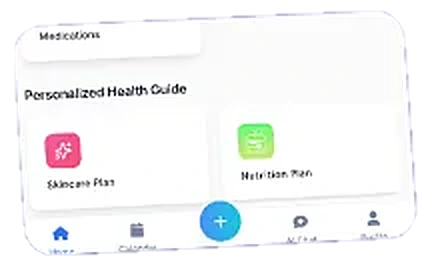 Medications
Personalized Health Guide
Skincare Plan
Nutrition Plan
Home
Calendar
AI Chat
Profile